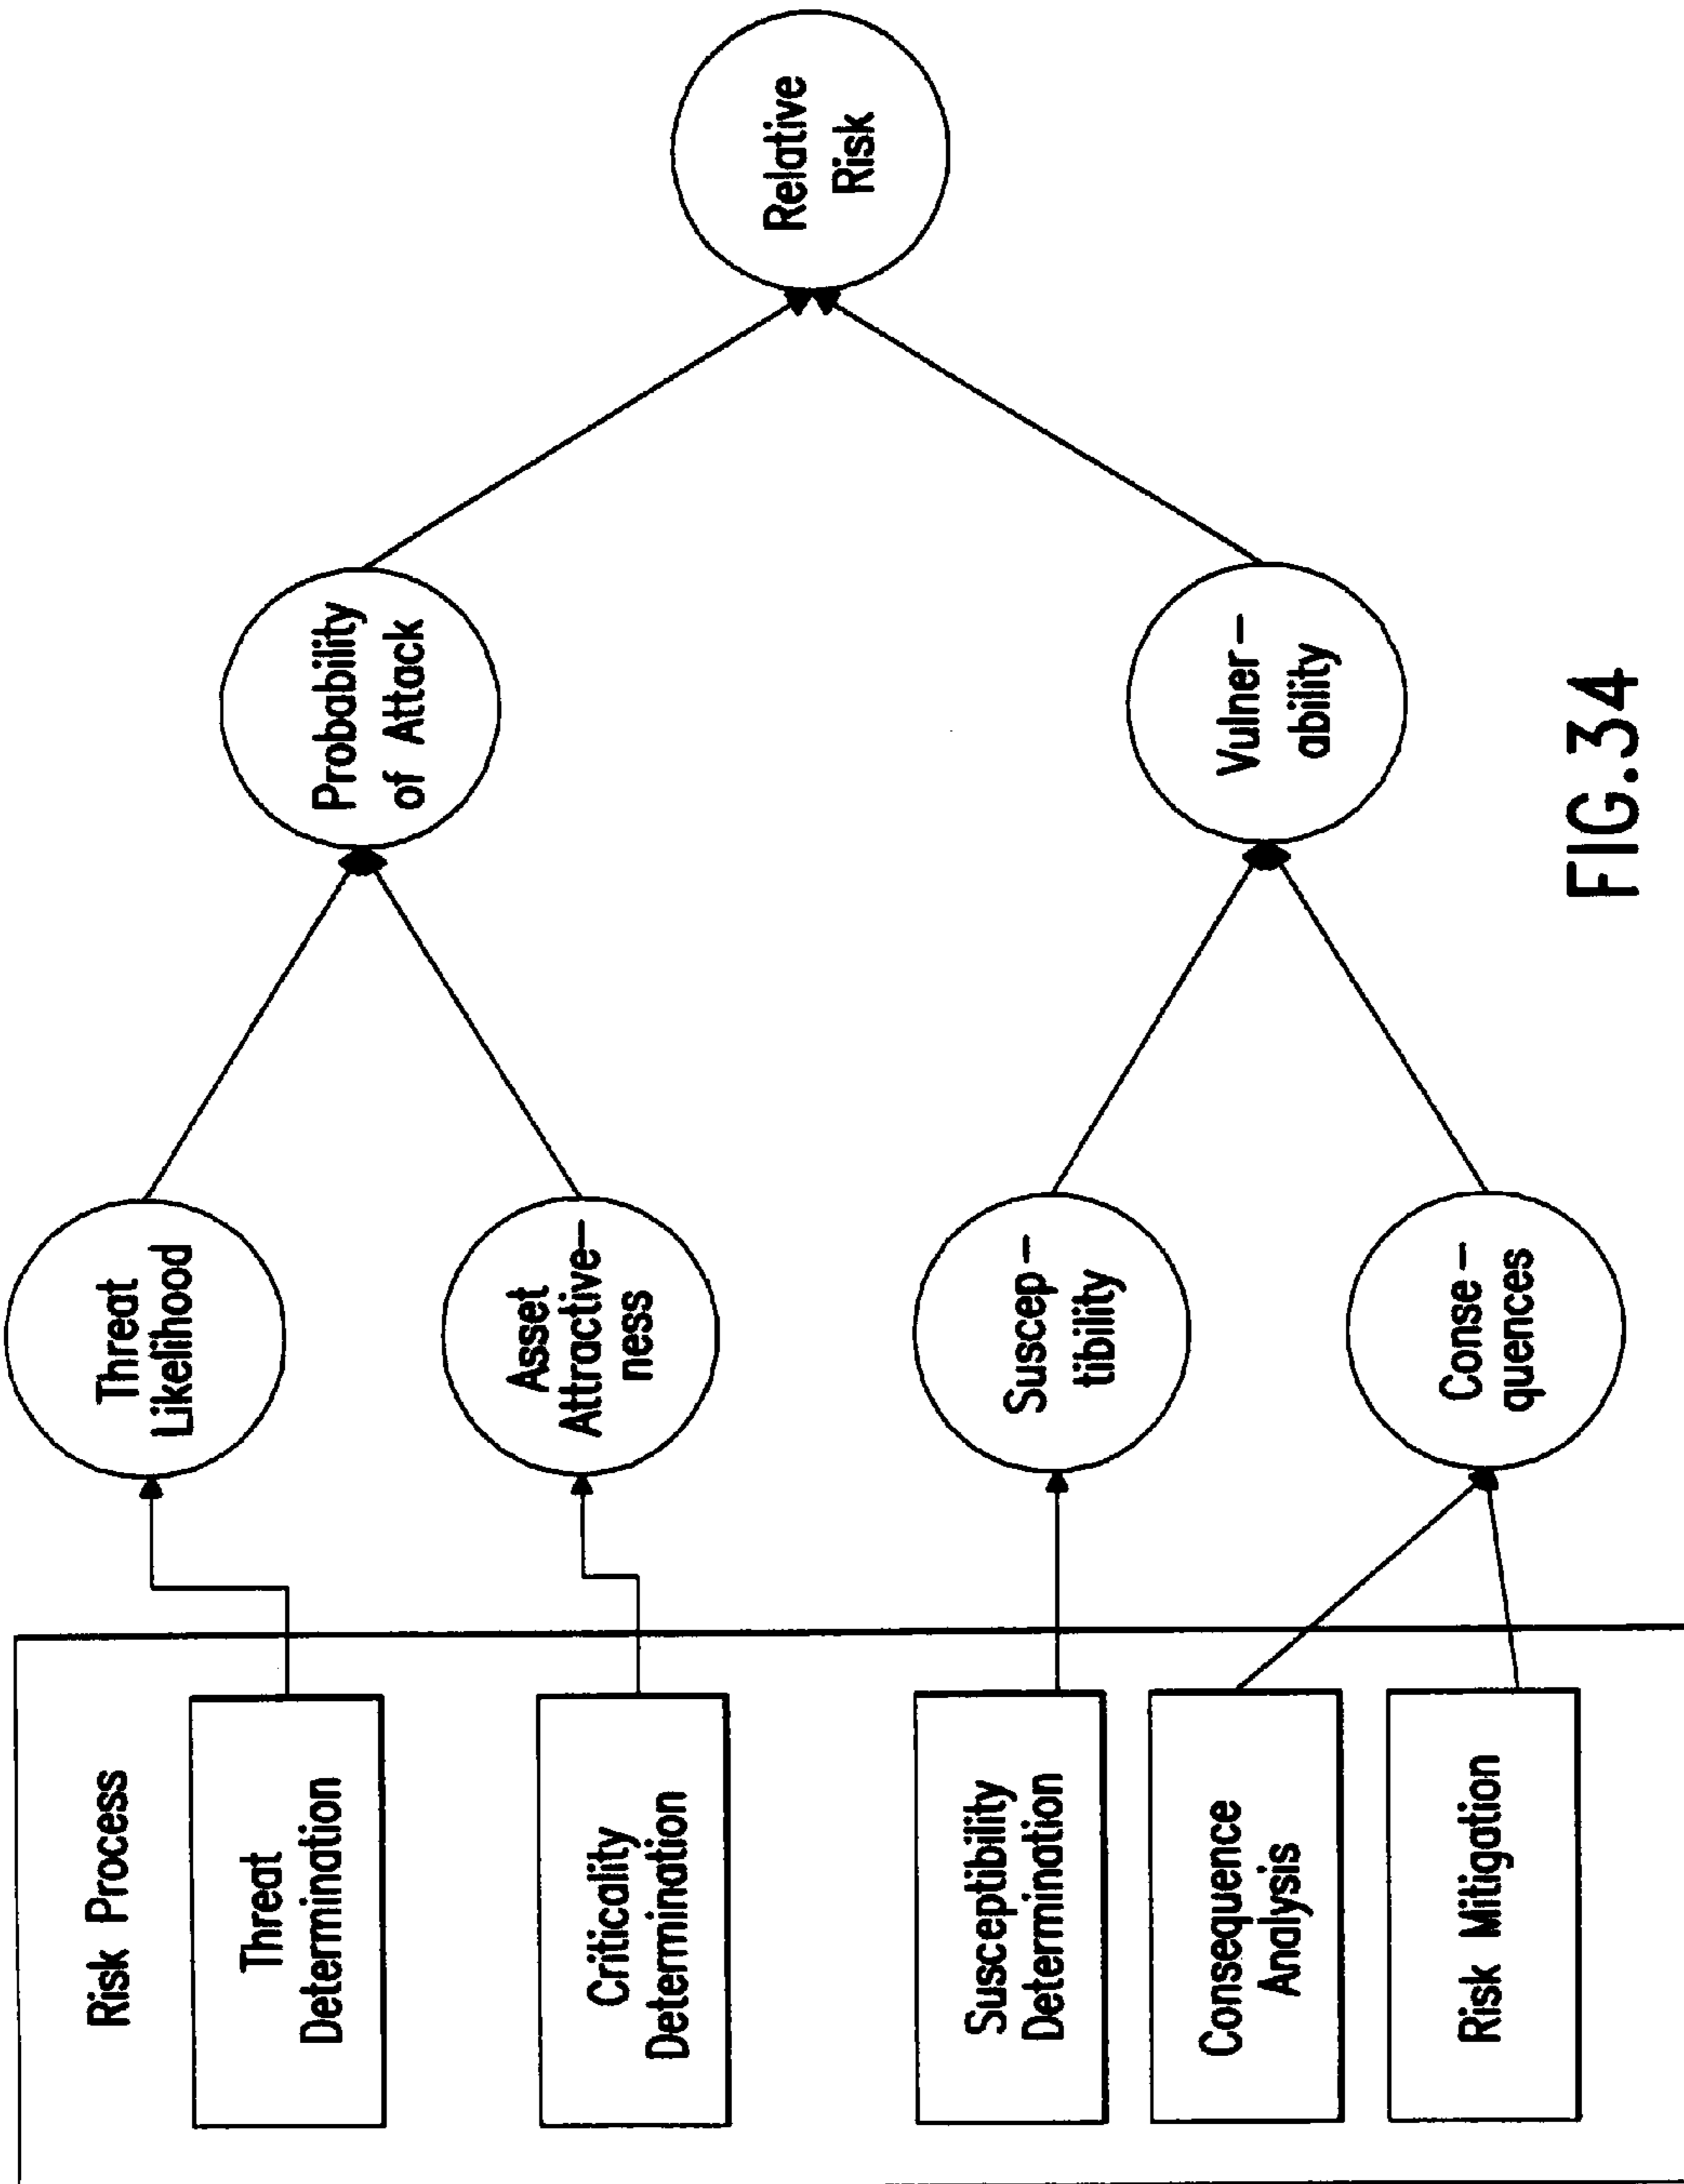 Risk Process
Threat
Determination
Criticality
Determination
Susceptibility
Determination
Consequence
Analysis
Risk Mitigation
Threat
Likelihood
Asset
Attractive–
ness
Suscep–
tibility
Conse–
quences
Probability
of Attack
Vulner–
ability
Relative
Risk
FIG.34